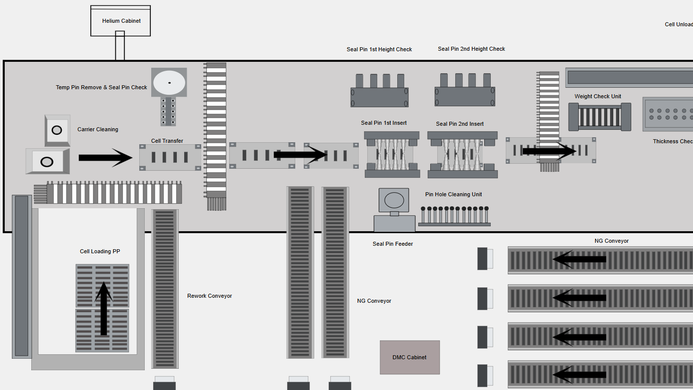 Helium Cabinet
Cell Unload
Seal Pin 1st Height Check
Seal Pin 2nd Height Check
Temp Pin Remove & Seal Pin Check
Weight Check Unit
Carrier Cleaning
Seal Pin 1st Insert
Seal Pin 2nd Insert
Cell Transfer
Thickness Chec
Pin Hole Cleaning Unit
Seal Pin Feeder
NG Conveyor
Cell Loading PP
Rework Conveyor
NG Conveyor
DMC Cabinet